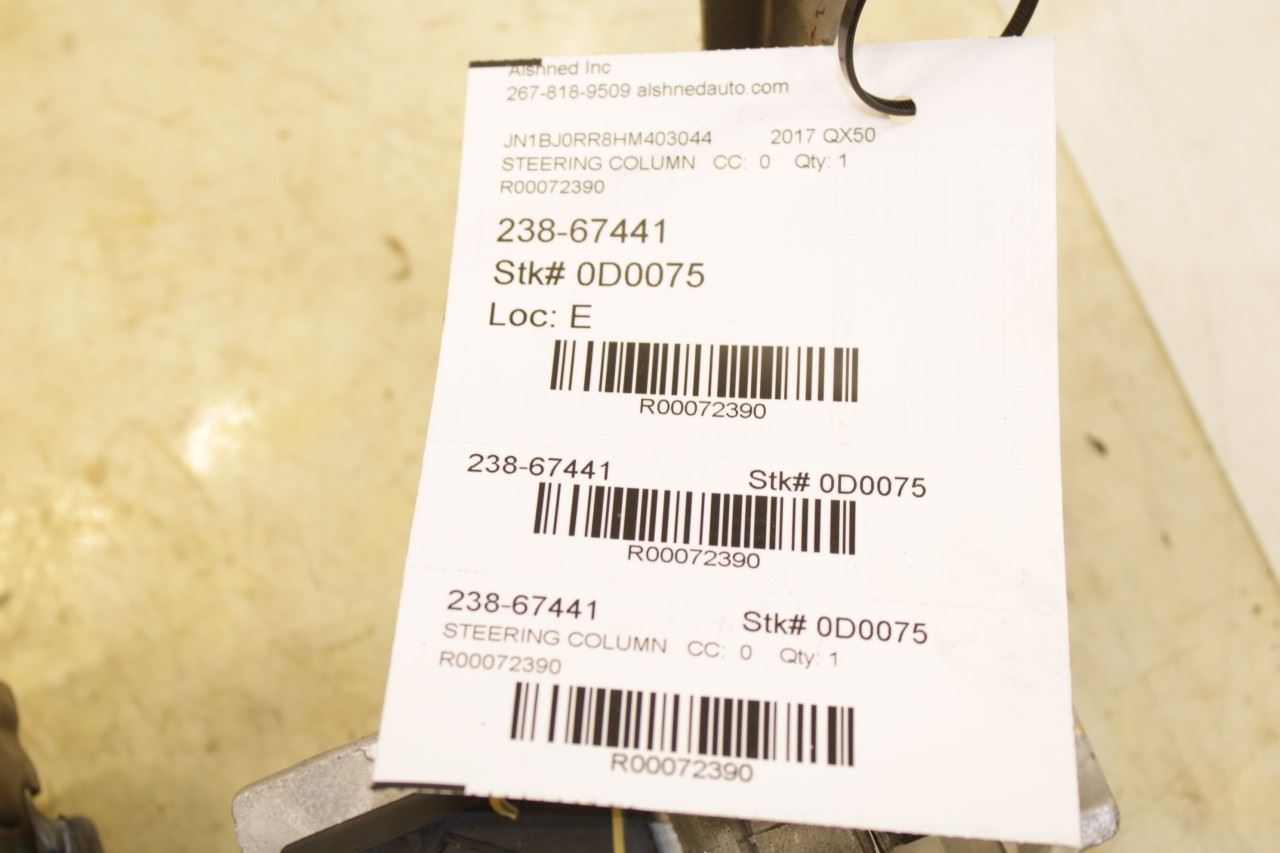 Alshned Inc
267-818-9509 alshnedauto.com
JN1BJ0RR8HM403044 2017 QX50
STEERING COLUMN CC: 0 Qty: 1
R00072390
238-67441
Stk# 0D0075
Loc: E
R00072390
238-67441 Stk# 0D0075
R00072390
238-67441 Stk# 0D0075
STEERING COLUMN CC: 0 Qty: 1
R00072390
R00072390